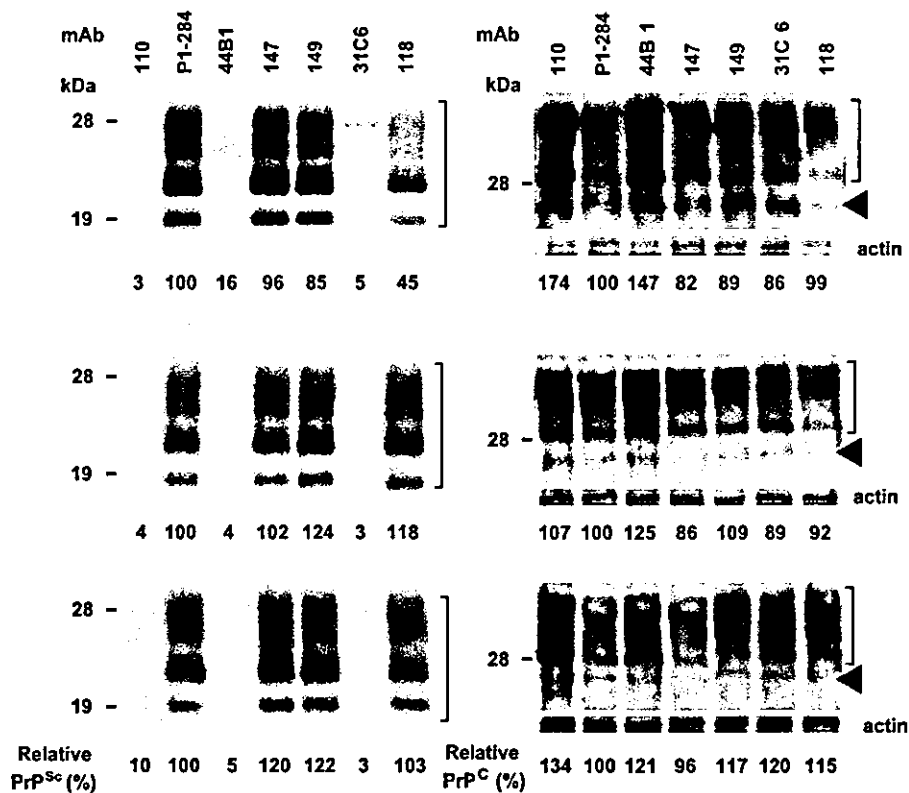 mAb 110 P1-284 44B1 147 149 31C6 118 mAb 110 P1-284 44B 1 147 149 31C 6 118
kDa kDa
28 –
28 –
19 –
actin
3 100 16 96 85 5 45 174 100 147 82 89 86 99
28 –
28 –
19 –
actin
4 100 4 102 124 3 118 107 100 125 86 109 89 92
28 –
28 –
19 –
actin
Relative PrPSc (%) 10 100 5 120 122 3 103 Relative PrPC (%) 134 100 121 96 117 120 115